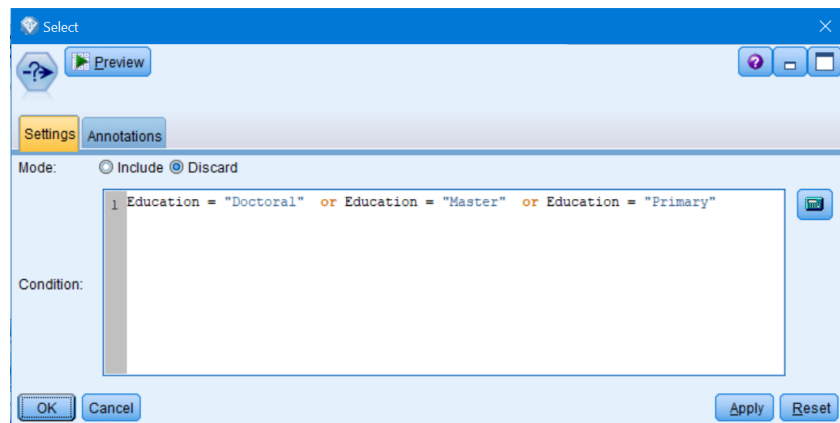 Select
Preview
Settings Annotations
Mode: Include Discard
1 Education = "Doctoral" or Education = "Master" or Education = "Primary"
Condition:
OK Cancel Apply Reset